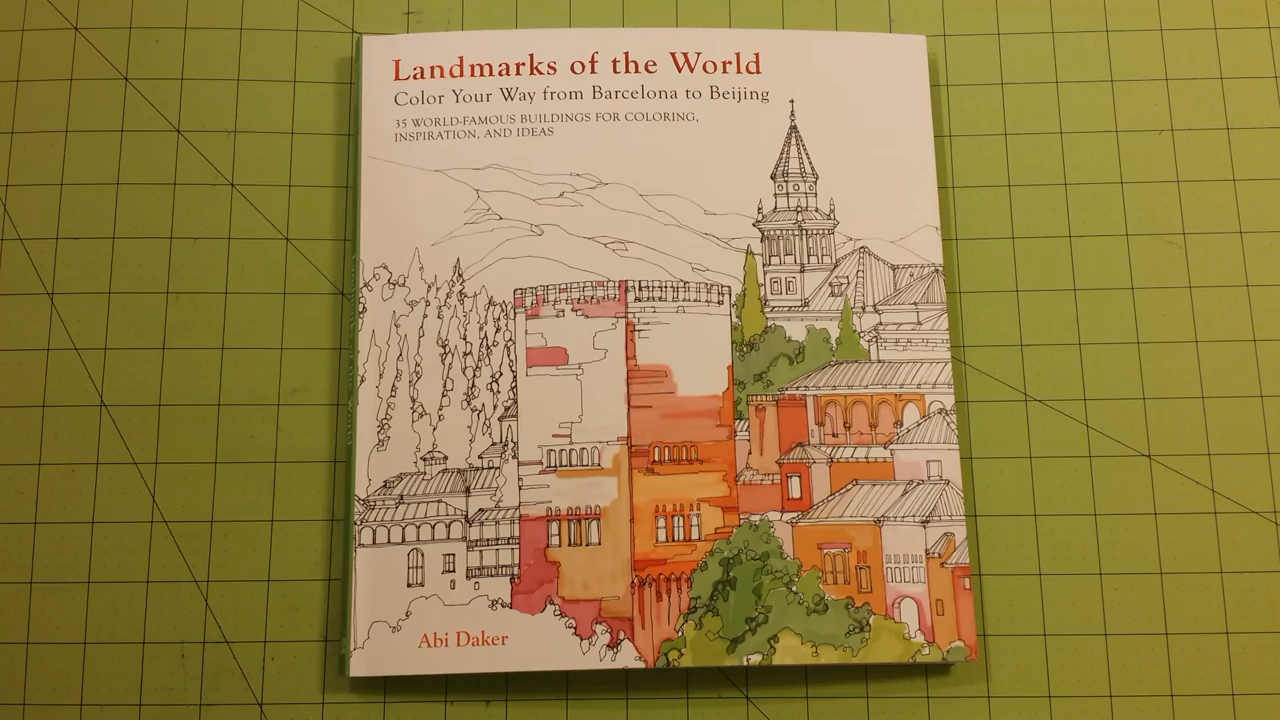 Landmarks of the World
Color Your Way from Barcelona to Beijing
35 WORLD-FAMOUS BUILDINGS FOR COLORING,
INSPIRATION, AND IDEAS
Abi Daker